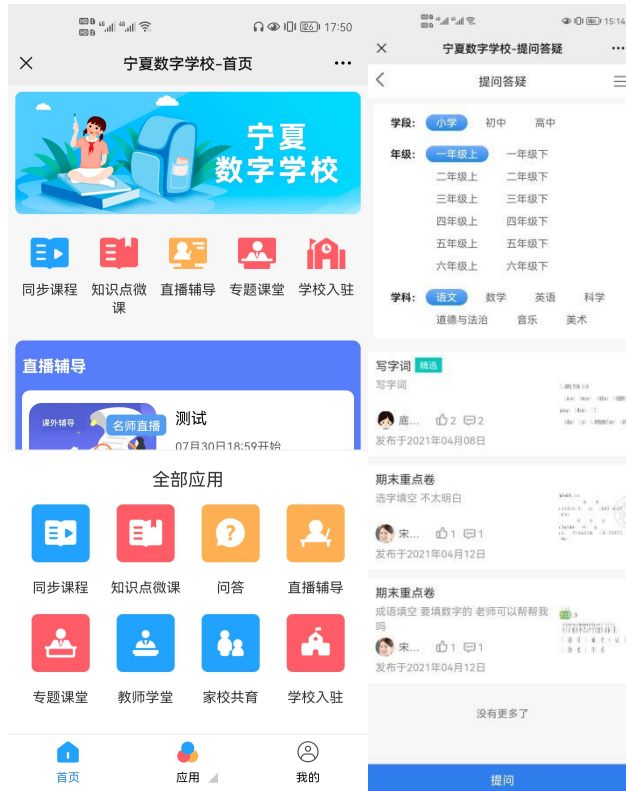 17:50
宁夏数字学校-首页
宁夏
数字学校
同步课程
知识点微课
直播辅导
专题课堂
学校入驻
直播辅导
课外辅导
名师直播
测试
07月30日18:59开始
全部应用
同步课程
知识点微课
问答
直播辅导
专题课堂
教师学堂
家校共育
学校入驻
首页
应用
我的
15:14
宁夏数字学校-提问答疑
提问答疑
学段: 小学 初中 高中
年级: 一年级上 一年级下
二年级上 二年级下
三年级上 三年级下
四年级上 四年级下
五年级上 五年级下
六年级上 六年级下
学科: 语文 数学 英语 科学
道德与法治 音乐 美术
写字词 精选
写字词
底... 2 2
发布于2021年04月08日
期末重点卷
选字填空 不太明白
宋... 1 1
发布于2021年04月12日
期末重点卷
成语填空 要填数字的 老师可以帮帮我
吗
宋... 1 1
发布于2021年04月12日
没有更多了
提问